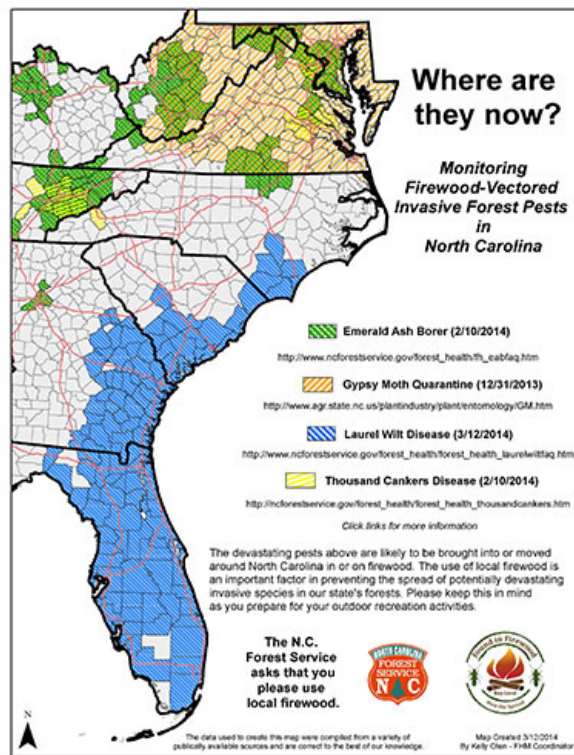 Where are
they now?
Monitoring
Firewood-Vectored
Invasive Forest Pests
in
North Carolina
Emerald Ash Borer (2/10/2014)
http://www.ncforestservice.gov/forest_health/fh_eabfaq.htm
Gypsy Moth Quarantine (12/31/2013)
http://www.agr.state.nc.us/plantindustry/plant/entomology/GM.htm
Laurel Wilt Disease (3/12/2014)
http://www.ncforestservice.gov/forest_health/forest_health_laurelwiltfaq.htm
Thousand Cankers Disease (2/10/2014)
http://ncforestservice.gov/forest_health/forest_health_thousandcankers.htm
Click links for more information
The devastating pests above are likely to be brought into or moved
around North Carolina in or on firewood. The use of local firewood is
an important factor in preventing the spread of potentially devastating
invasive species in our state's forests. Please keep this in mind
as you prepare for your outdoor recreation activities.
The N.C.
Forest Service
asks that you
please use
local firewood.
NORTH CAROLINA
FOREST
SERVICE
N C
Found in Firewood
Buy Local
N
The data used to create this map were compiled from a variety of
publically available sources and are correct to the best of our knowledge.
Map Created 3/12/2014
By Kelly Oten - FHM Coordinator